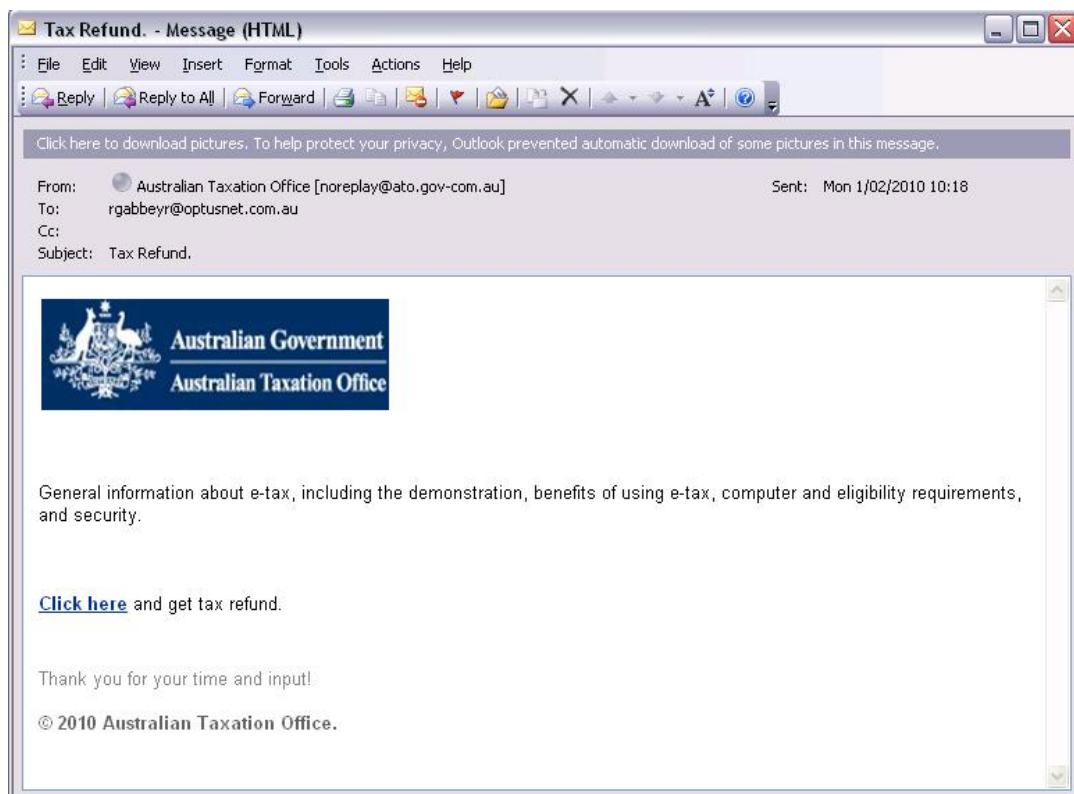 Tax Refund. - Message (HTML)
File Edit View Insert Format Tools Actions Help
Reply Reply to All Forward
Click here to download pictures. To help protect your privacy, Outlook prevented automatic download of some pictures in this message.
From: Australian Taxation Office [noreplay@ato.gov-com.au] Sent: Mon 1/02/2010 10:18
To: rgabbeyr@optusnet.com.au
Cc:
Subject: Tax Refund.
Australian Government
Australian Taxation Office
General information about e-tax, including the demonstration, benefits of using e-tax, computer and eligibility requirements,
and security.
Click here and get tax refund.
Thank you for your time and input!
© 2010 Australian Taxation Office.